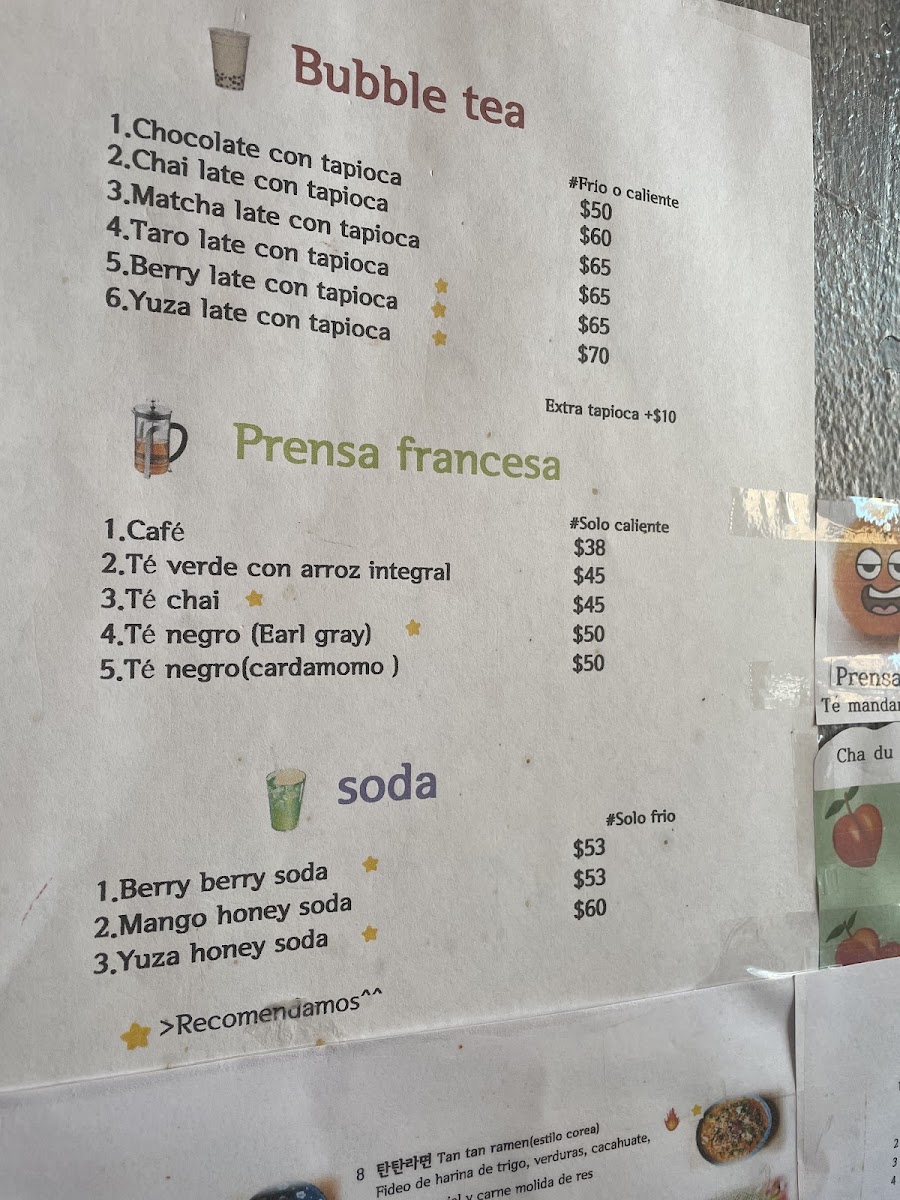 Bubble tea
#Frio o caliente
1.Chocolate con tapioca $50
2.Chai late con tapioca $60
3.Matcha late con tapioca $65
4.Taro late con tapioca $65
5.Berry late con tapioca $65
6.Yuza late con tapioca $70
Extra tapioca +$10
Prensa francesa
#Solo caliente
1.Café $38
2.Té verde con arroz integral $45
3.Té chai $45
4.Té negro (Earl gray) $50
5.Té negro(cardamomo ) $50
soda
#Solo frio
1.Berry berry soda $53
2.Mango honey soda $53
3.Yuza honey soda $60
>Recomendamos^^
Prensa
Té
Cha du
8 탄탄라면 Tan tan ramen(estilo corea)
Fideo de harina de trigo, verduras, cacahuate,
y carne molida de res
2
3
4